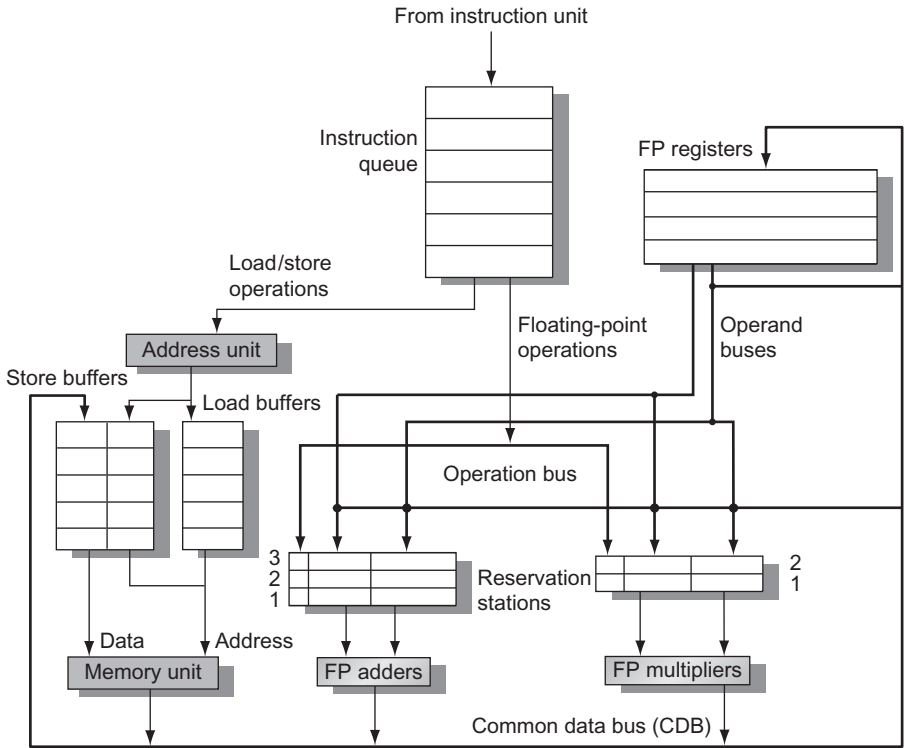 From instruction unit
Instruction
queue
FP registers
Load/store
operations
Floating-point
operations
Operand
buses
Address unit
Store buffers
Load buffers
Operation bus
3
2
1
Reservation
stations
2
1
Data
Address
Memory unit
FP adders
FP multipliers
Common data bus (CDB)